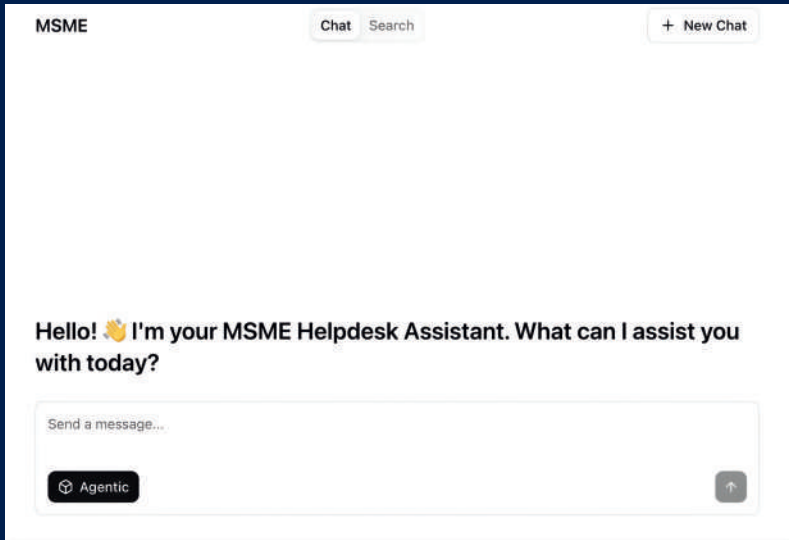 MSME
Chat Search
+ New Chat
Hello! 👋 I'm your MSME Helpdesk Assistant. What can I assist you
with today?
Send a message...
Agentic